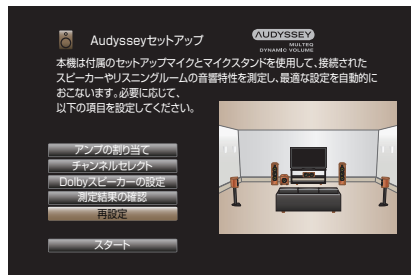 Audysseyセットアップ
AUDYSSEY
MULTEQ
DYNAMIC VOLUME
本機は付属のセットアップマイクとマイクスタンドを使用して、接続された
スピーカーやリスニングルームの音響特性を測定し、最適な設定を自動的に
おこないます。必要に応じて、
以下の項目を設定してください。
アンプの割り当て
チャンネルセレクト
Dolbyスピーカーの設定
測定結果の確認
再設定
スタート